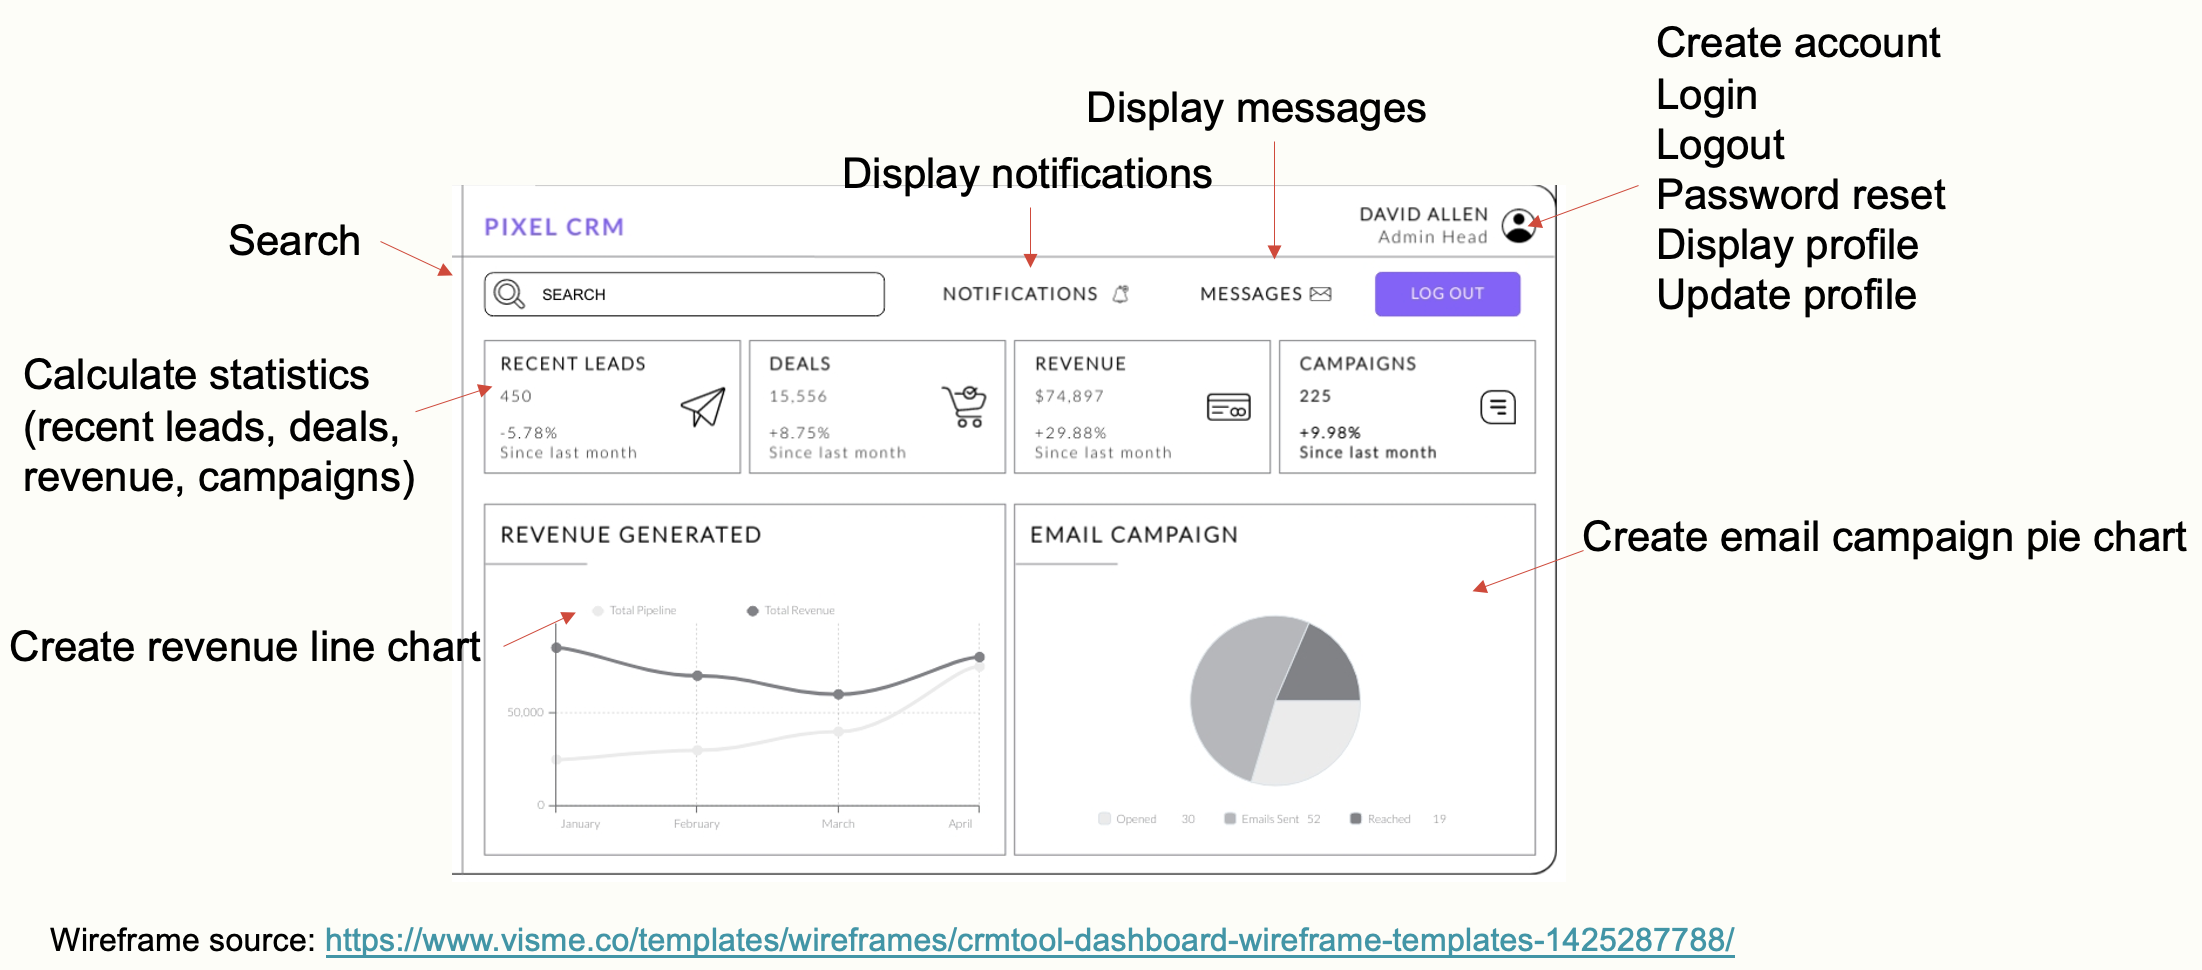 Create account
Login
Logout
Password reset
Display profile
Update profile
Display messages
Display notifications
Search
Calculate statistics
(recent leads, deals,
revenue, campaigns)
Create revenue line chart
Create email campaign pie chart
PIXEL CRM
DAVID ALLEN
Admin Head
SEARCH
NOTIFICATIONS
MESSAGES
LOG OUT
RECENT LEADS
450
-5.78%
Since last month
DEALS
15,556
+8.75%
Since last month
REVENUE
$74,897
+29.88%
Since last month
CAMPAIGNS
225
+9.98%
Since last month
REVENUE GENERATED
Total Pipeline Total Revenue
50,000
0
January February March April
EMAIL CAMPAIGN
Opened 30 Emails Sent 52 Reached 19
Wireframe source: https://www.visme.co/templates/wireframes/crmtool-dashboard-wireframe-templates-1425287788/